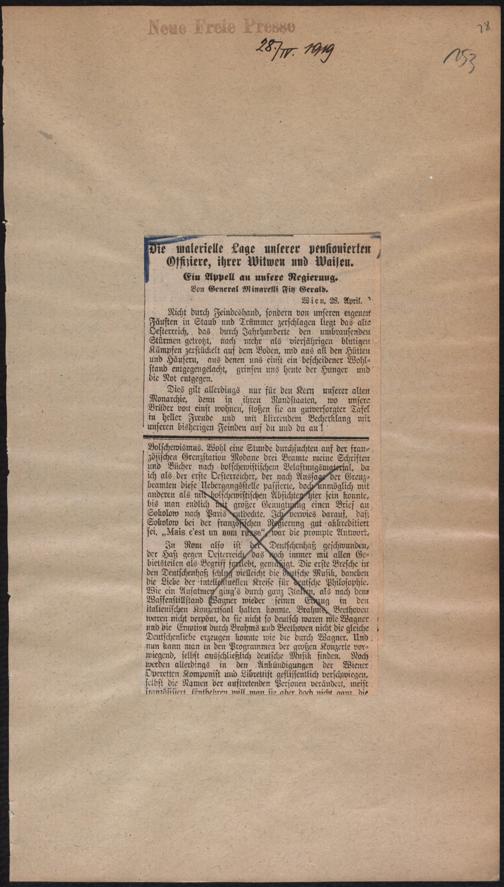 Neue Freie Presse
28./IV. 1919
28
153
Die materielle Lage unserer pensionierten
Offiziere, ihrer Witwen und Waisen.
Ein Appell an unsere Regierung.
Von General Minarelli Fitz Gerald.
Wien, 28. April.
Nicht durch Feindeshand, sondern von unseren eigenen
Fäusten in Staub und Trümmer zerschlagen liegt das alte
Oesterreich, das durch Jahrhunderte den umbrausenden
Stürmen getrotzt, nach mehr als vierjährigen blutigen
Kämpfen zerstückelt auf dem Boden, und aus all den Hütten
und Häusern, aus denen uns einst ein bescheidener Wohl-
stand entgegengelacht, grinsen uns heute der Hunger und
die Not entgegen.
Dies gilt allerdings nur für den Kern unserer alten
Monarchie, denn in ihren Randstaaten, wo unsere
Brüder von einst wohnen, stoßen sie an gutversorgter Tafel
in heller Freude und mit klirrendem Becherklang mit
unseren bisherigen Feinden auf du und du an!
Bolschewismus. Wohl eine Stunde durchsuchten auf der fran-
zösischen Grenzstation Modane drei Beamte meine Schriften
und Bücher nach bolschewistischem Belastungsmaterial, da
ich als der erste Oesterreicher, der nach Aussage der Grenz-
beamten diese Uebergangsstelle passierte, doch unmöglich mit
anderen als mit bolschewistischen Absichten hier sein konnte,
bis man endlich mit großer Genugtuung einen Brief an
Sokolow nach Paris entdeckte. Ich verwies darauf, daß
Sokolow bei der französischen Regierung gut akkreditiert
sei. „Mais c'est un nom russe“ war die prompte Antwort.
In Rom also ist der Deutschenhaß geschwunden,
der Haß gegen Oesterreich, das noch immer mit allen Ge-
bietsteilen als Begriff fortlebt, gemäßigt. Die erste Bresche in
den Deutschenhaß schlug vielleicht die deutsche Musik, daneben
die Liebe der intellektuellen Kreise für deutsche Philosophie.
Wie ein Aufatmen ging's durch ganz Italien, als nach dem
Waffenstillstand Wagner wieder seinen Einzug in den
italienischen Konzertsaal halten konnte. Brahms, Beethoven
waren nicht verpönt, da sie nicht so deutsch waren wie Wagner
und die Emotion durch Brahms und Beethoven nicht die gleiche
Deutschenliebe erzeugen konnte wie die durch Wagner. Und
nun kann man in den Programmen der großen Konzerte vor-
wiegend, selbst ausschließlich deutsche Musik finden. Noch
werden allerdings in den Ankündigungen der Wiener
Operetten Komponist und Librettist geflissentlich verschwiegen,
selbst die Namen der auftretenden Personen verändert, meist
französisiert. Entbehren will man sie aber doch nicht ganz, die